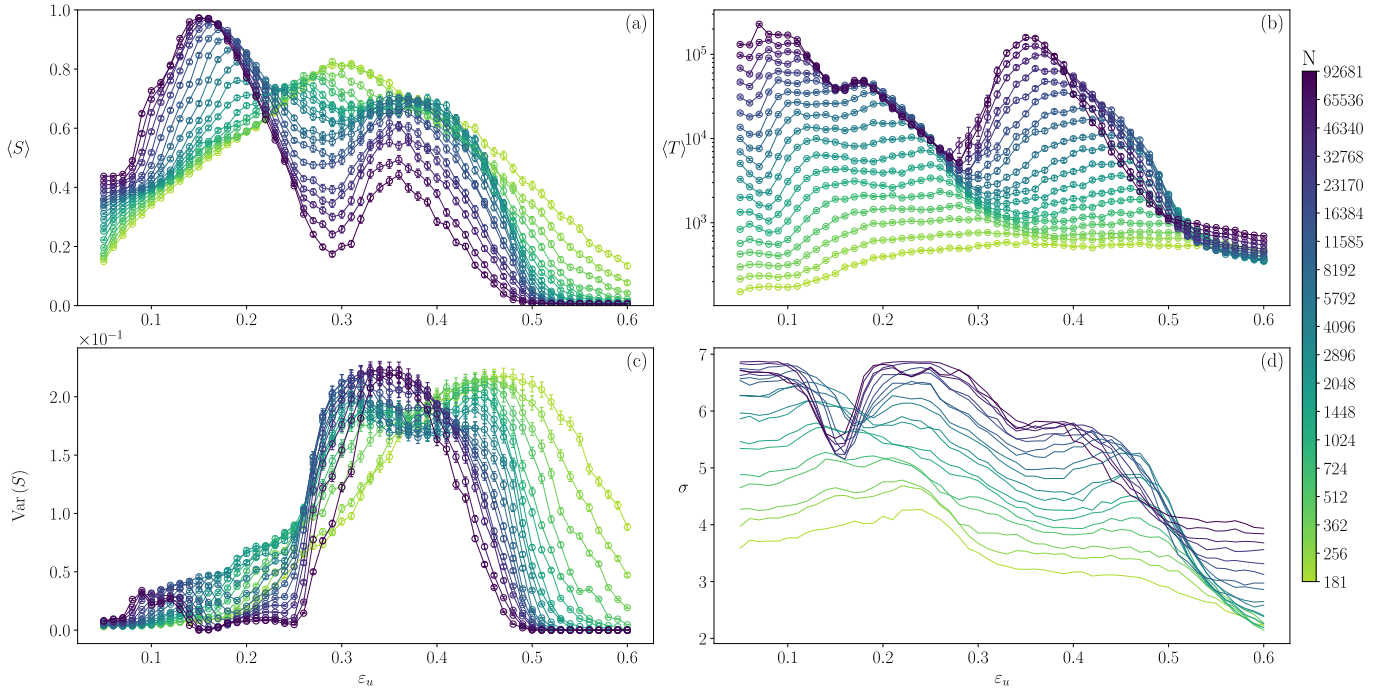 (a)
⟨S⟩
1.0
0.8
0.6
0.4
0.2
0.0
0.1 0.2 0.3 0.4 0.5 0.6
(b)
⟨T⟩
10⁵
10⁴
10³
0.1 0.2 0.3 0.4 0.5 0.6
×10⁻¹
(c)
Var (S)
2.0
1.5
1.0
0.5
0.0
0.1 0.2 0.3 0.4 0.5 0.6
ε_u
(d)
σ
7
6
5
4
3
2
0.1 0.2 0.3 0.4 0.5 0.6
ε_u
N
92681
65536
46340
32768
23170
16384
11585
8192
5792
4096
2896
2048
1448
1024
724
512
362
256
181